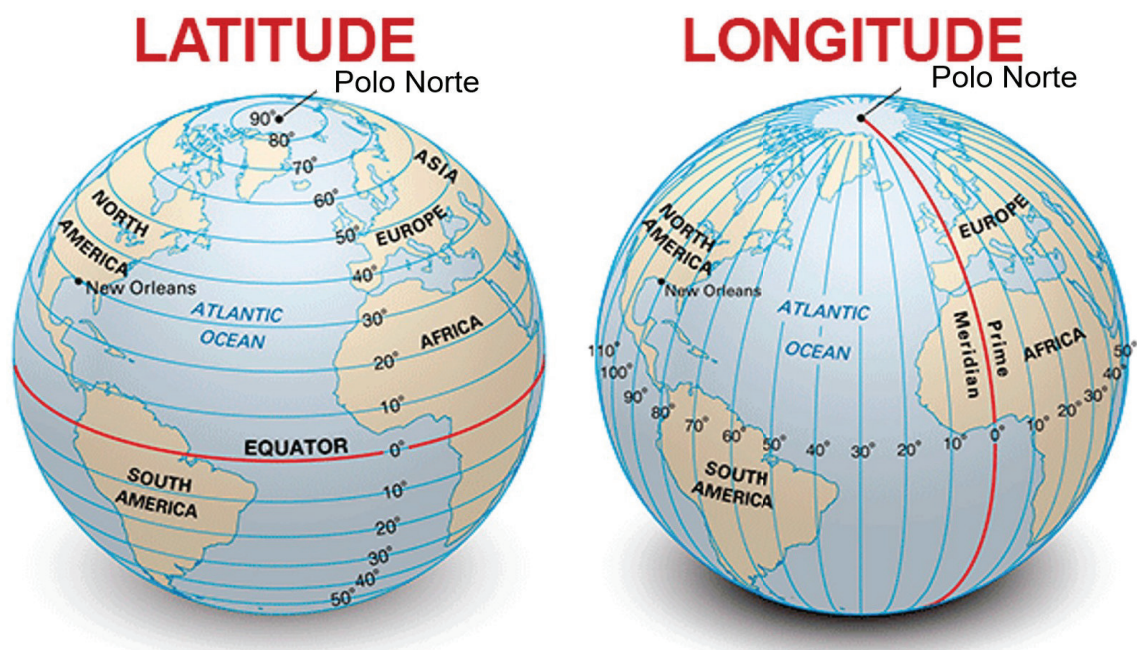 LATITUDE
Polo Norte
90°
80°
70°
60°
50°
40°
30°
20°
10°
0°
10°
20°
30°
40°
50°
ASIA
NORTH
AMERICA
EUROPE
New Orleans
ATLANTIC
OCEAN
AFRICA
EQUATOR
SOUTH
AMERICA
LONGITUDE
Polo Norte
NORTH
AMERICA
EUROPE
New Orleans
ATLANTIC
OCEAN
Prime
Meridian
AFRICA
110°
100°
90°
80°
70°
60°
50°
40°
30°
20°
10°
0°
10°
20°
30°
40°
50°
SOUTH
AMERICA